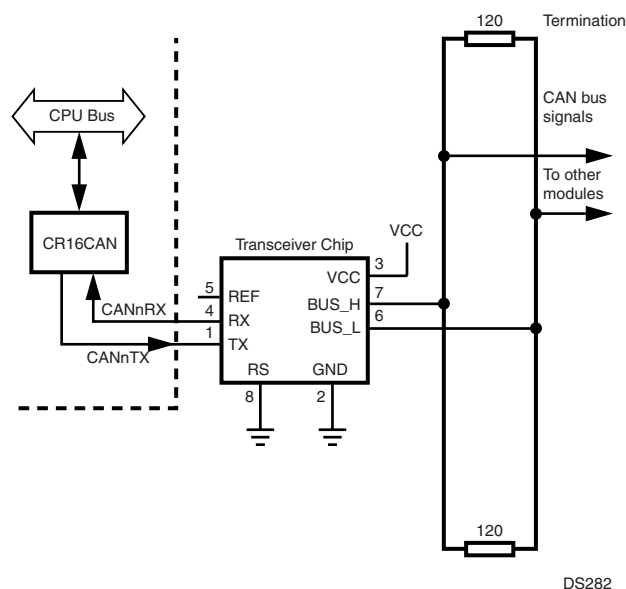 120
Termination
CPU Bus
CAN bus
signals
To other
modules
CR16CAN
Transceiver Chip
VCC
3
VCC
5
REF
7
BUS_H
CANnRX
4
RX
6
BUS_L
1
TX
CANnTX
RS
GND
8
2
120
DS282